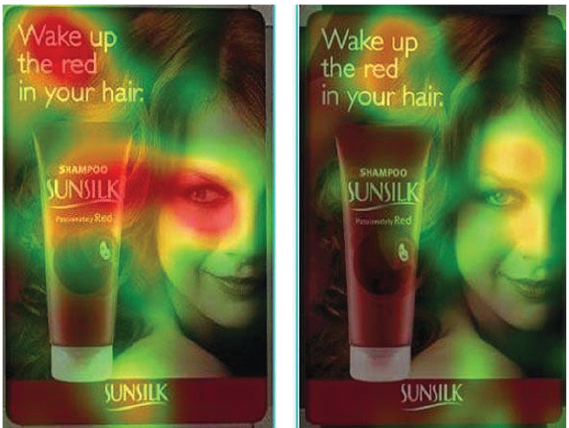 Wake up
the red
in your hair.
SHAMPOO
SUNSILK
Passionately Red
SUNSILK
Wake up
the red
in your hair.
SHAMPOO
SUNSILK
Passionately Red
SUNSILK